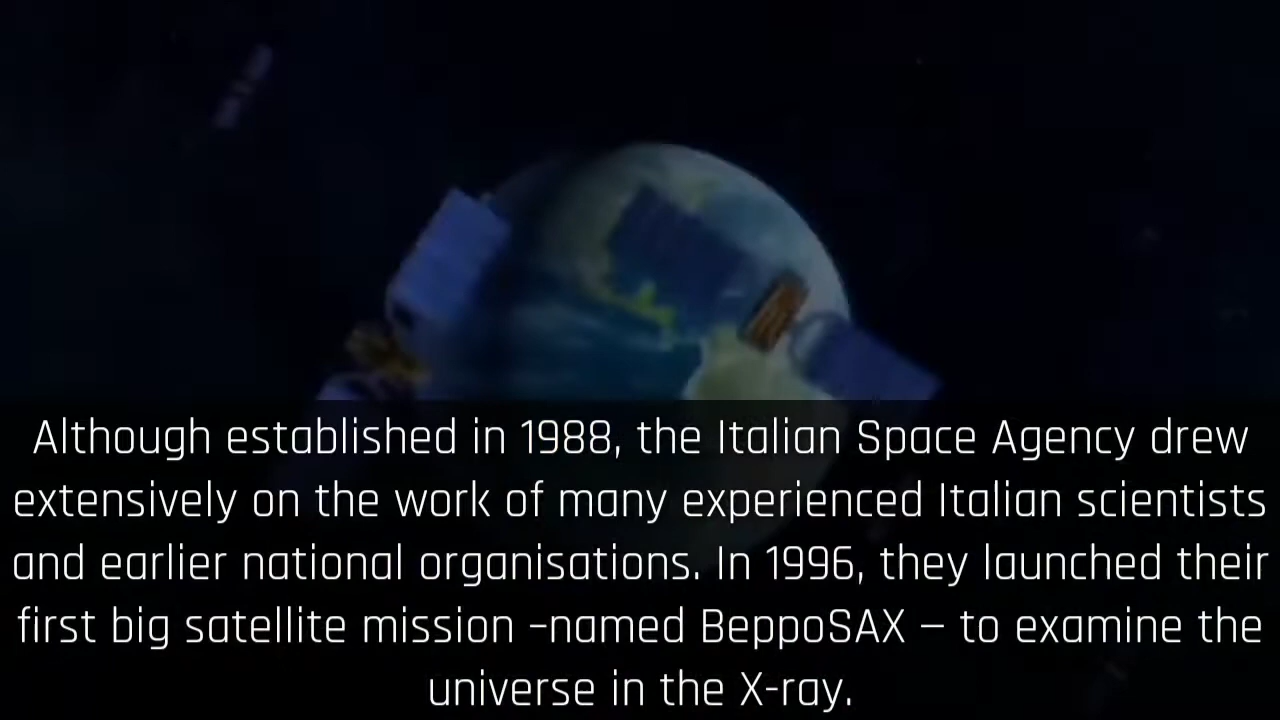 Although established in 1988, the Italian Space Agency drew
extensively on the work of many experienced Italian scientists
and earlier national organisations. In 1996, they launched their
first big satellite mission –named BeppoSAX – to examine the
universe in the X-ray.